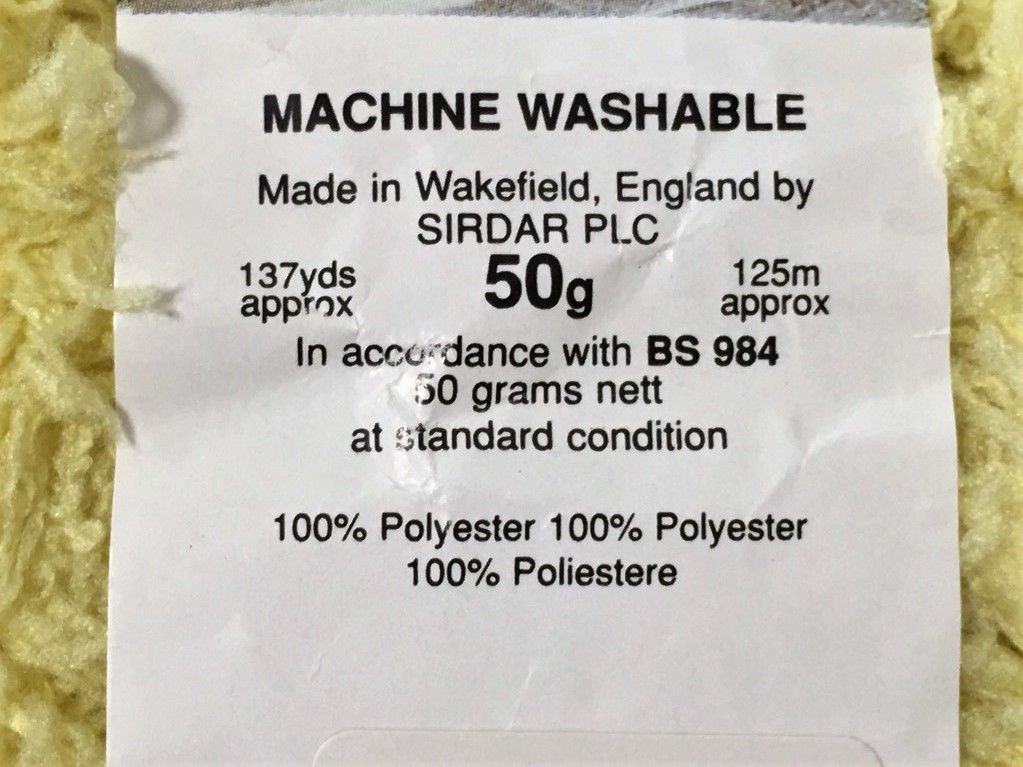 MACHINE WASHABLE
Made in Wakefield, England by
SIRDAR PLC
137yds 50g 125m
approx approx
In accordance with BS 984
50 grams nett
at standard condition
100% Polyester 100% Polyester
100% Poliestere